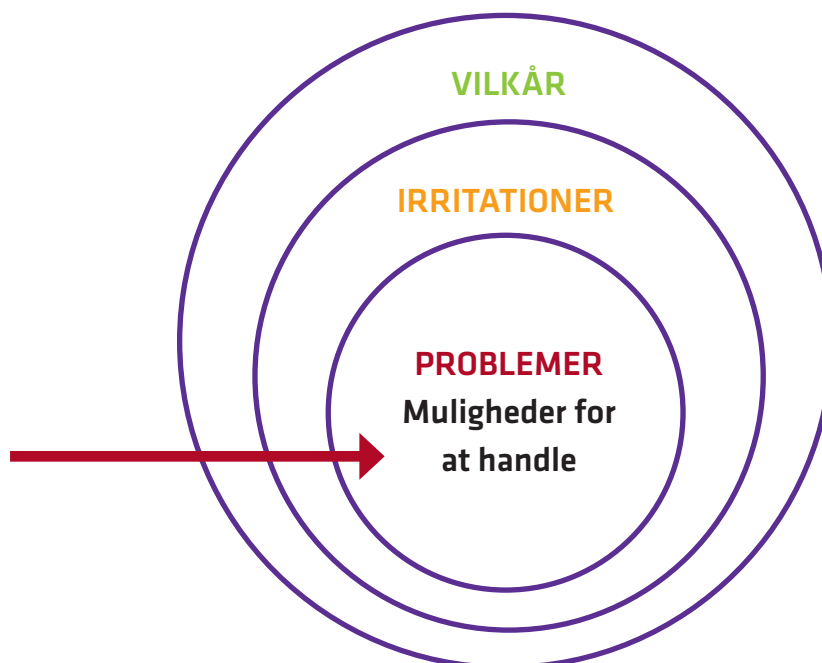 VILKÅR
IRRITATIONER
PROBLEMER
Muligheder for
at handle